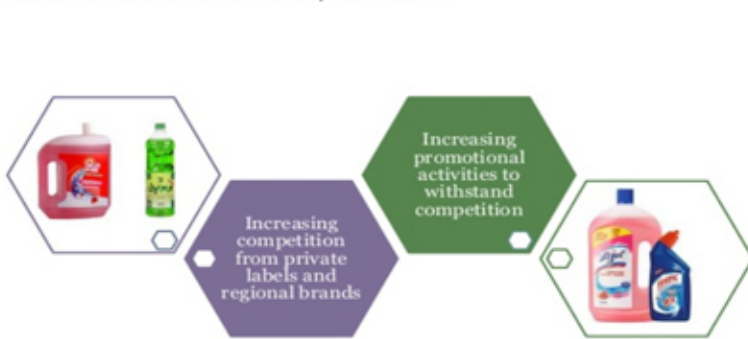 Increasing
competition
from private
labels and
regional brands
Increasing
promotional
activities to
withstand
competition